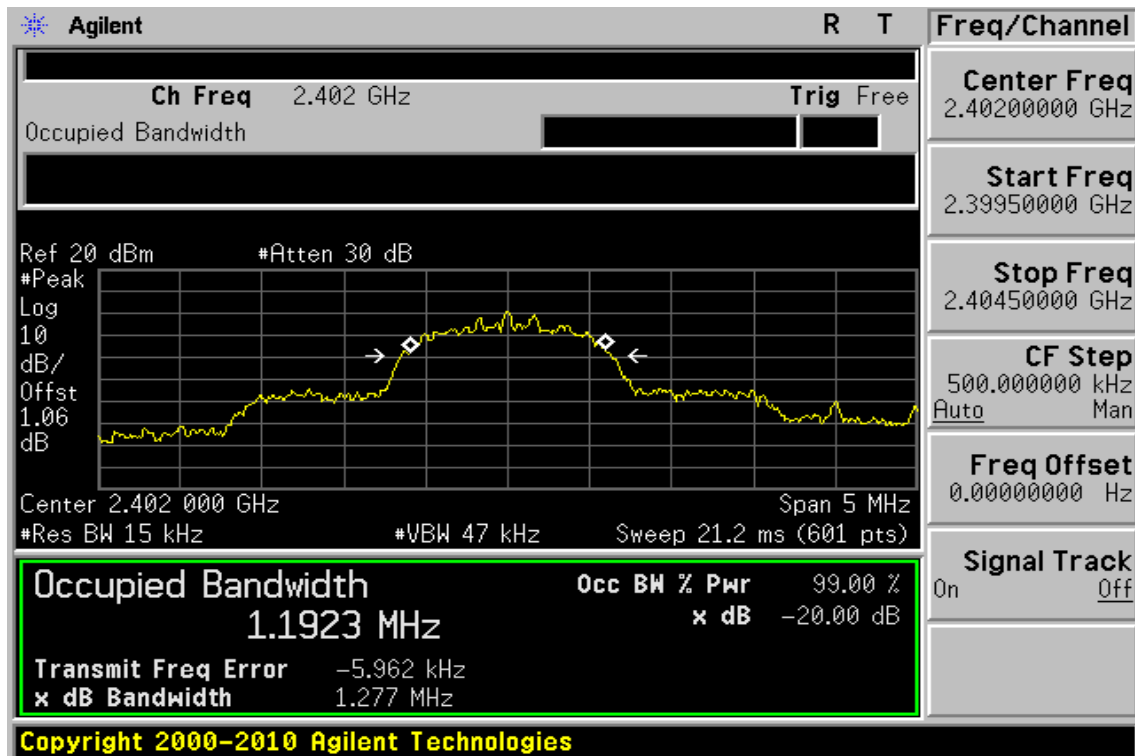 Agilent R T Freq/Channel
Ch Freq 2.402 GHz Trig Free
Occupied Bandwidth
Center Freq
2.40200000 GHz
Start Freq
2.39950000 GHz
Stop Freq
2.40450000 GHz
CF Step
500.000000 kHz
Auto Man
Freq Offset
0.00000000 Hz
Signal Track
On Off
Ref 20 dBm #Atten 30 dB
#Peak
Log
10
dB/
Offst
1.06
dB
Center 2.402 000 GHz Span 5 MHz
#Res BW 15 kHz #VBW 47 kHz Sweep 21.2 ms (601 pts)
Occupied Bandwidth Occ BW % Pwr 99.00 %
1.1923 MHz x dB -20.00 dB
Transmit Freq Error -5.962 kHz
x dB Bandwidth 1.277 MHz
Copyright 2000-2010 Agilent Technologies